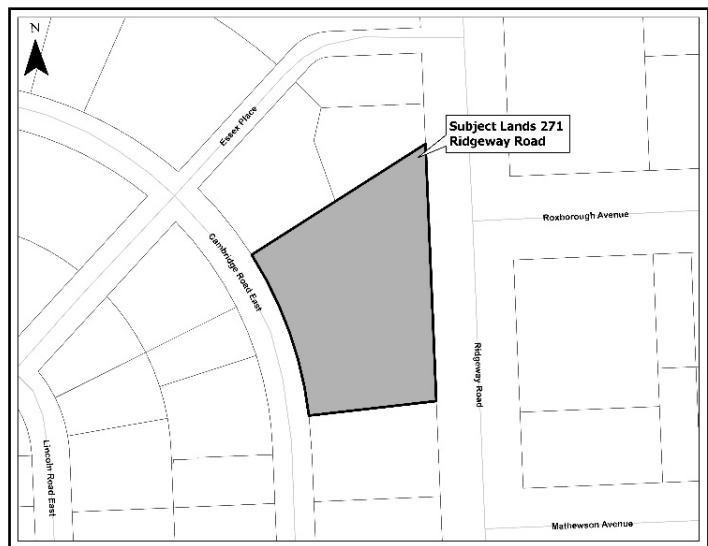 N
Essex Place
Subject Lands 271
Ridgeway Road
Roxborough Avenue
Cambridge Road East
Ridgeway Road
Lincoln Road East
Mathewson Avenue